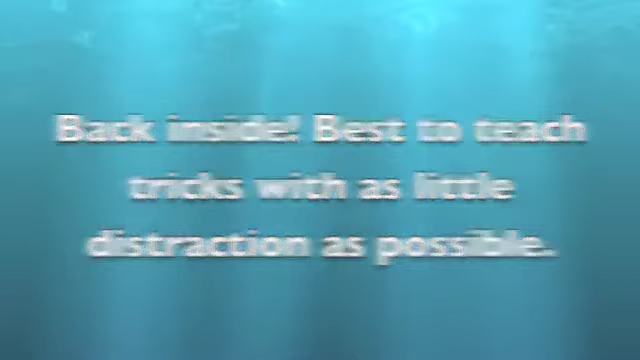 Back inside! Best to teach
tricks with as little
distraction as possible.